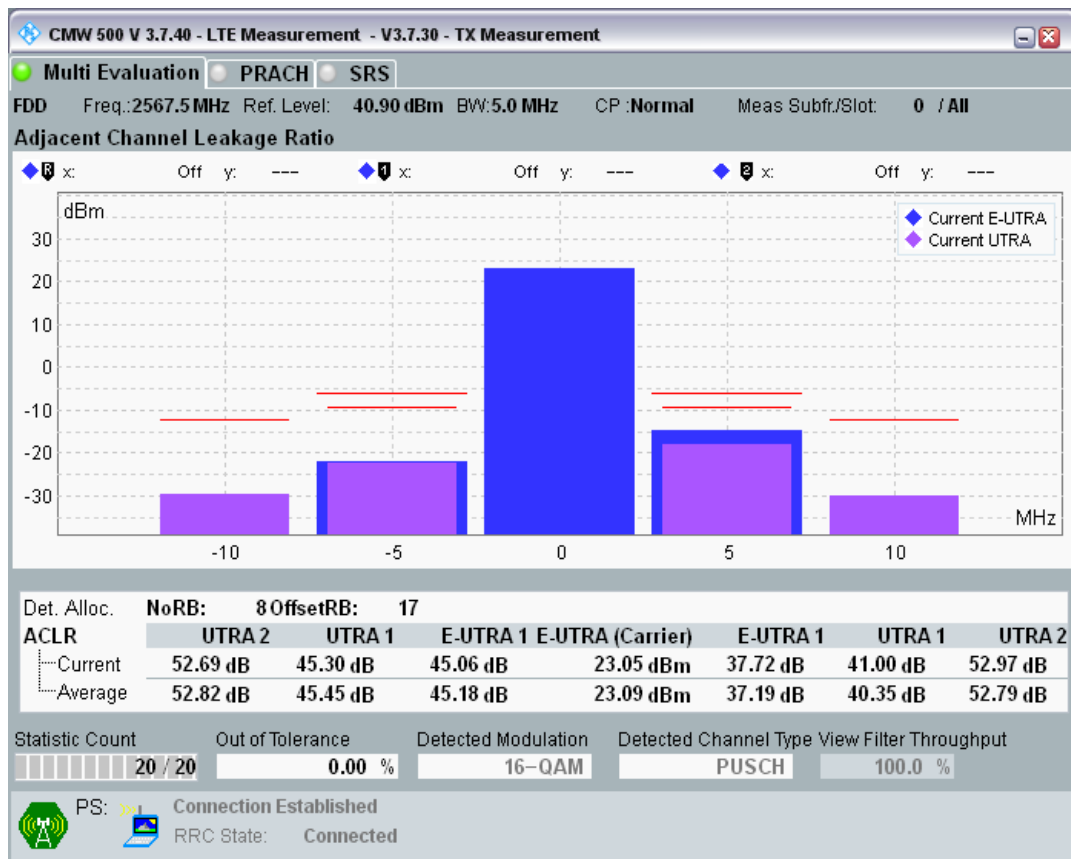 CMW 500 V 3.7.40 - LTE Measurement - V3.7.30 - TX Measurement
Multi Evaluation PRACH SRS
FDD Freq.:2567.5 MHz Ref. Level: 40.90 dBm BW:5.0 MHz CP :Normal Meas Subfr./Slot: 0 / All
Adjacent Channel Leakage Ratio
R x: Off y: --- 1 x: Off y: --- 2 x: Off y: ---
dBm
Current E-UTRA
Current UTRA
30
20
10
0
-10
-20
-30
MHz
-10 -5 0 5 10
Det. Alloc. NoRB: 8 OffsetRB: 17
ACLR UTRA 2 UTRA 1 E-UTRA 1 E-UTRA (Carrier) E-UTRA 1 UTRA 1 UTRA 2
Current 52.69 dB 45.30 dB 45.06 dB 23.05 dBm 37.72 dB 41.00 dB 52.97 dB
Average 52.82 dB 45.45 dB 45.18 dB 23.09 dBm 37.19 dB 40.35 dB 52.79 dB
Statistic Count Out of Tolerance Detected Modulation Detected Channel Type View Filter Throughput
20 / 20 0.00 % 16-QAM PUSCH 100.0 %
PS: Connection Established
RRC State: Connected